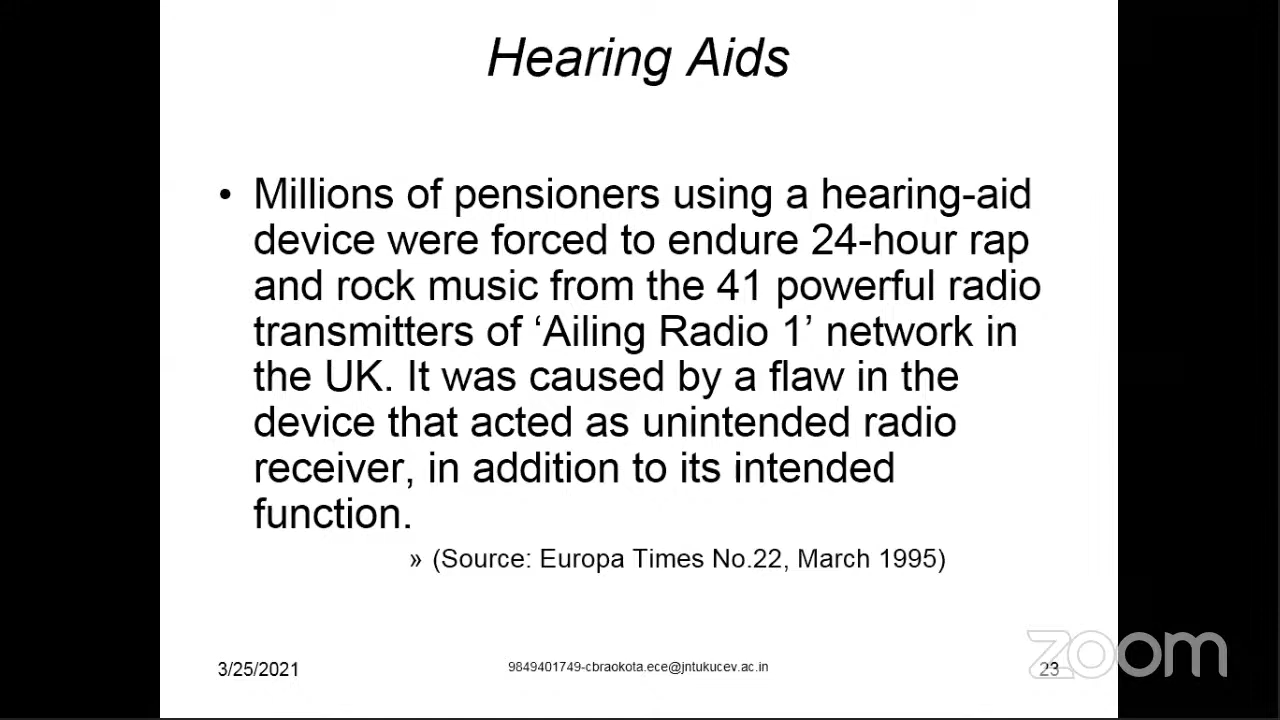 Hearing Aids
• Millions of pensioners using a hearing-aid
device were forced to endure 24-hour rap
and rock music from the 41 powerful radio
transmitters of ‘Ailing Radio 1’ network in
the UK. It was caused by a flaw in the
device that acted as unintended radio
receiver, in addition to its intended
function.
» (Source: Europa Times No.22, March 1995)
3/25/2021
9849401749-cbraokota.ece@jntukucev.ac.in
23
zoom